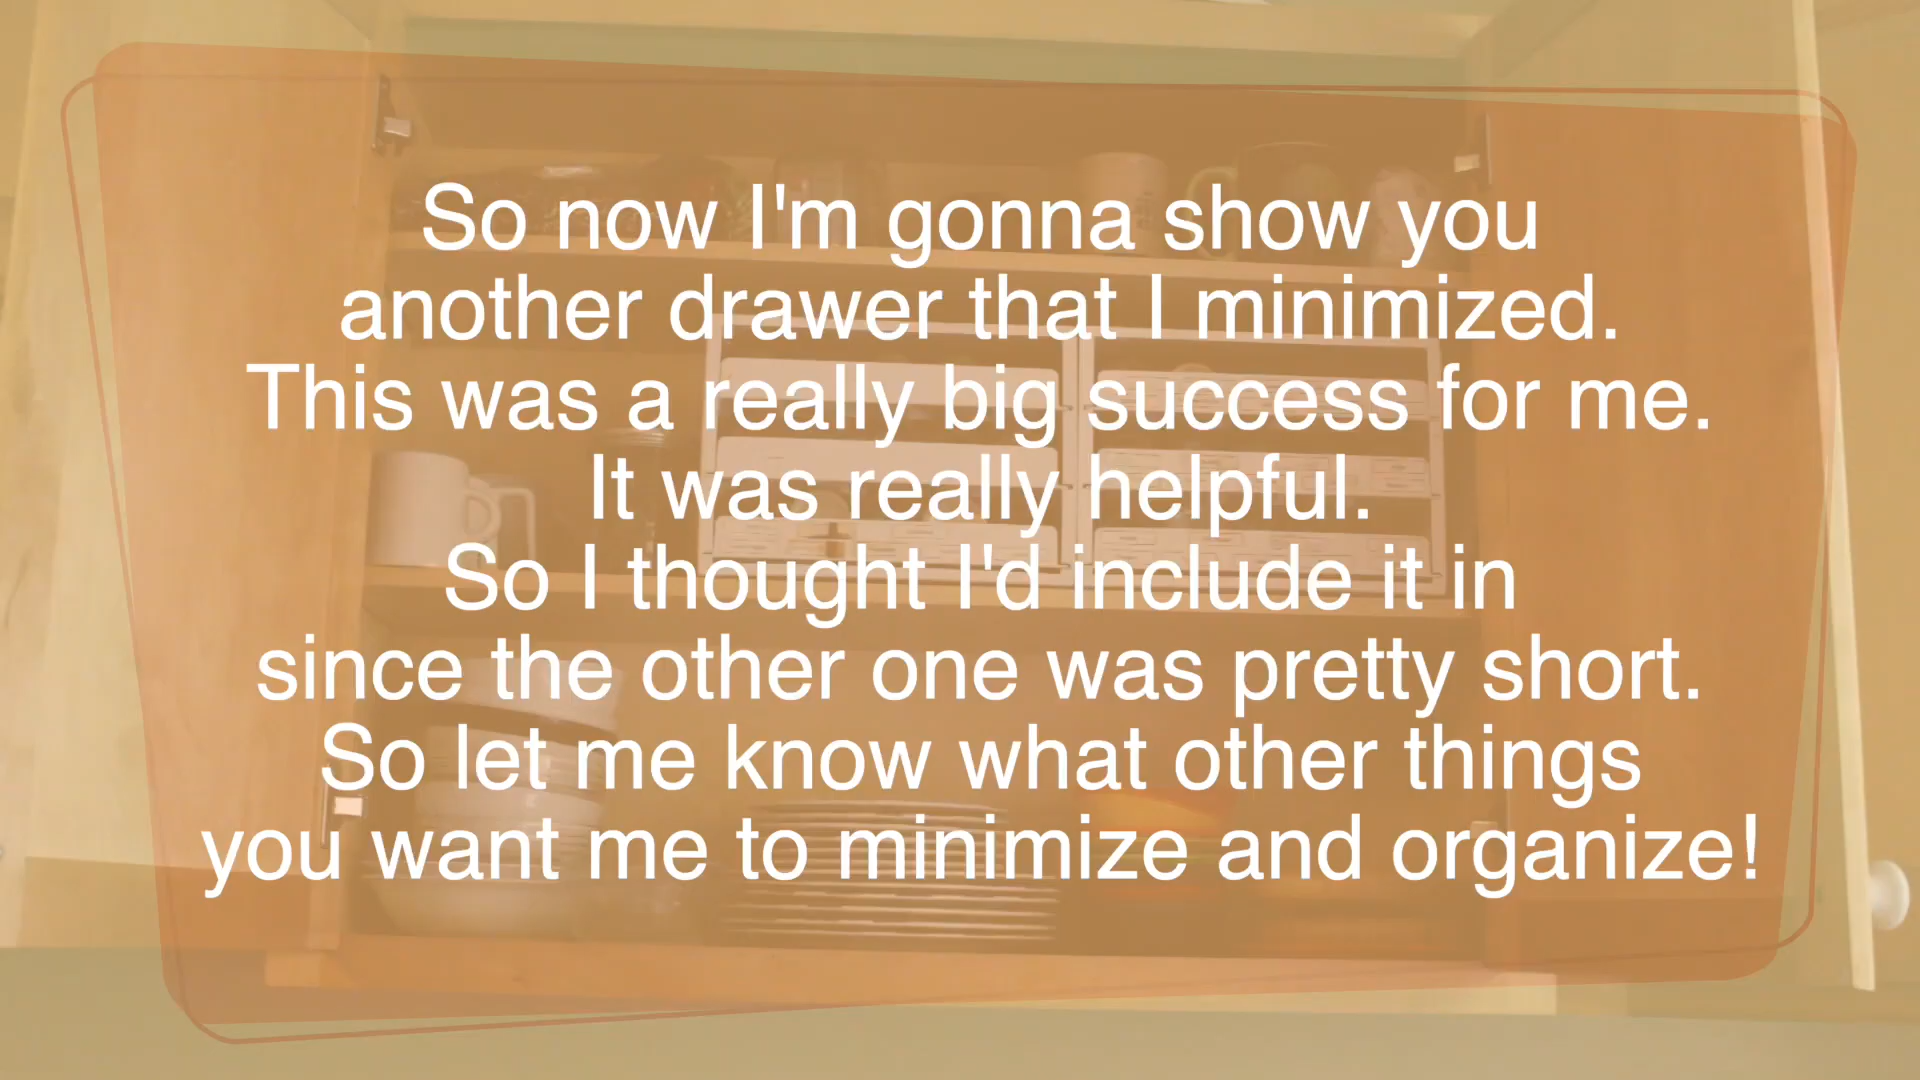 So now I'm gonna show you
another drawer that I minimized.
This was a really big success for me.
It was really helpful.
So I thought I'd include it in
since the other one was pretty short.
So let me know what other things
you want me to minimize and organize!